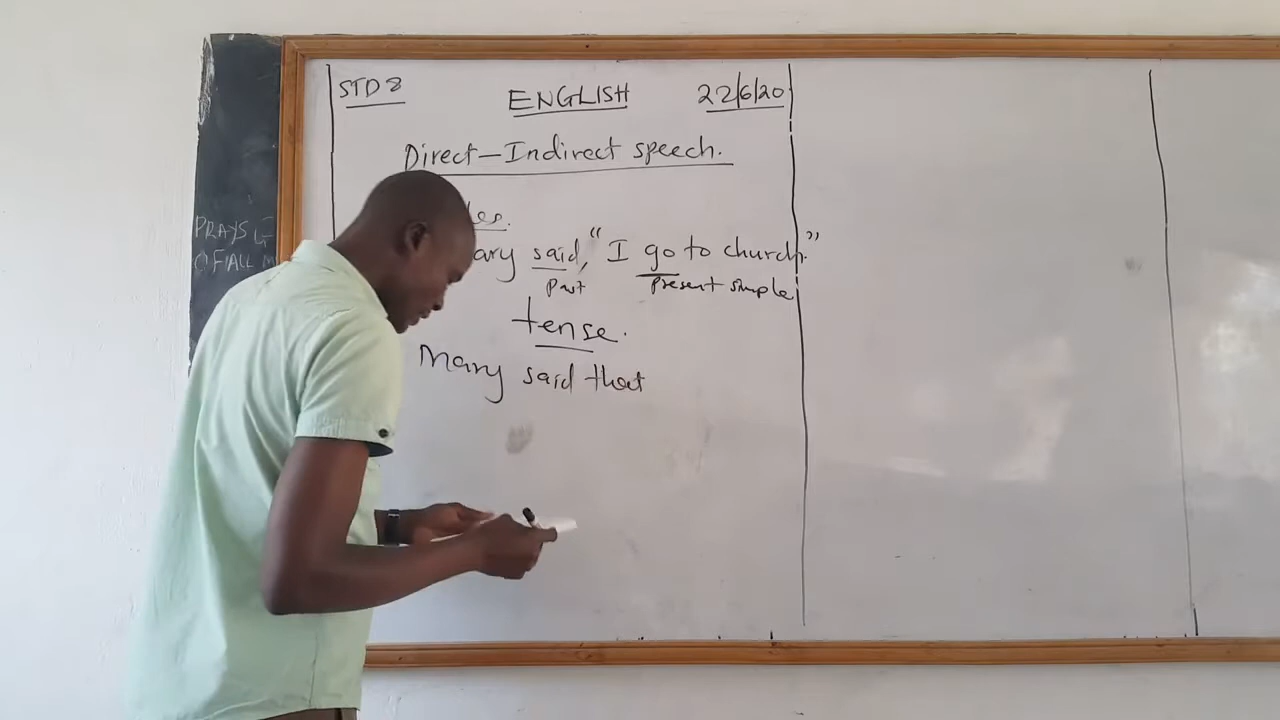 STD 8 ENGLISH 22/6/20
Direct-Indirect speech.
said, "I go to church."
Past Present simple
tense.
Mary said that
PRAYS